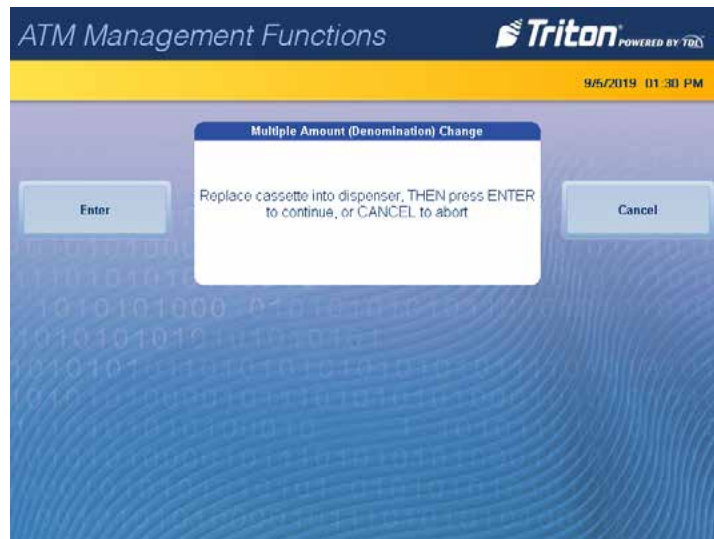 ATM Management Functions
Triton POWERED BY TDL
9/5/2019 01:30 PM
Multiple Amount (Denomination) Change
Replace cassette into dispenser, THEN press ENTER
to continue, or CANCEL to abort
Enter
Cancel